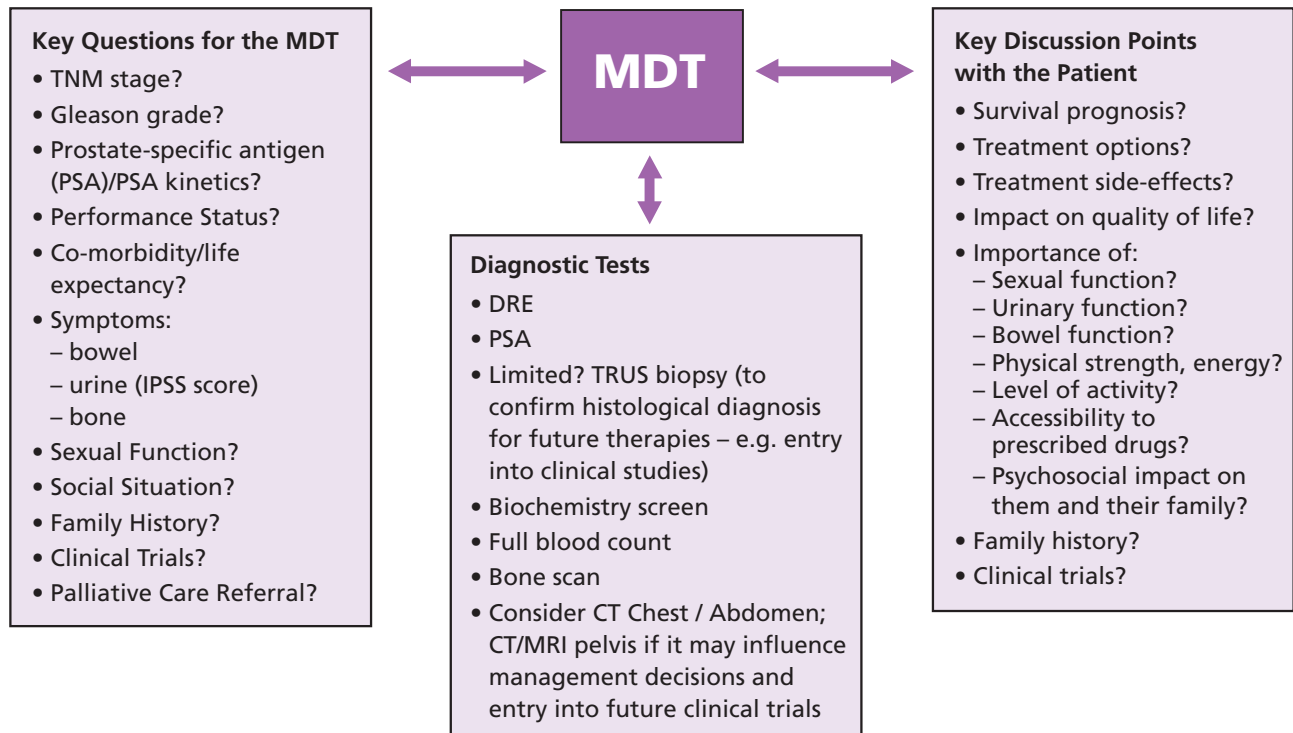 Key Questions for the MDT
• TNM stage?
• Gleason grade?
• Prostate-specific antigen
(PSA)/PSA kinetics?
• Performance Status?
• Co-morbidity/life
expectancy?
• Symptoms:
– bowel
– urine (IPSS score)
– bone
• Sexual Function?
• Social Situation?
• Family History?
• Clinical Trials?
• Palliative Care Referral?
MDT
Diagnostic Tests
• DRE
• PSA
• Limited? TRUS biopsy (to
confirm histological diagnosis
for future therapies – e.g. entry
into clinical studies)
• Biochemistry screen
• Full blood count
• Bone scan
• Consider CT Chest / Abdomen;
CT/MRI pelvis if it may influence
management decisions and
entry into future clinical trials
Key Discussion Points
with the Patient
• Survival prognosis?
• Treatment options?
• Treatment side-effects?
• Impact on quality of life?
• Importance of:
– Sexual function?
– Urinary function?
– Bowel function?
– Physical strength, energy?
– Level of activity?
– Accessibility to
prescribed drugs?
– Psychosocial impact on
them and their family?
• Family history?
• Clinical trials?